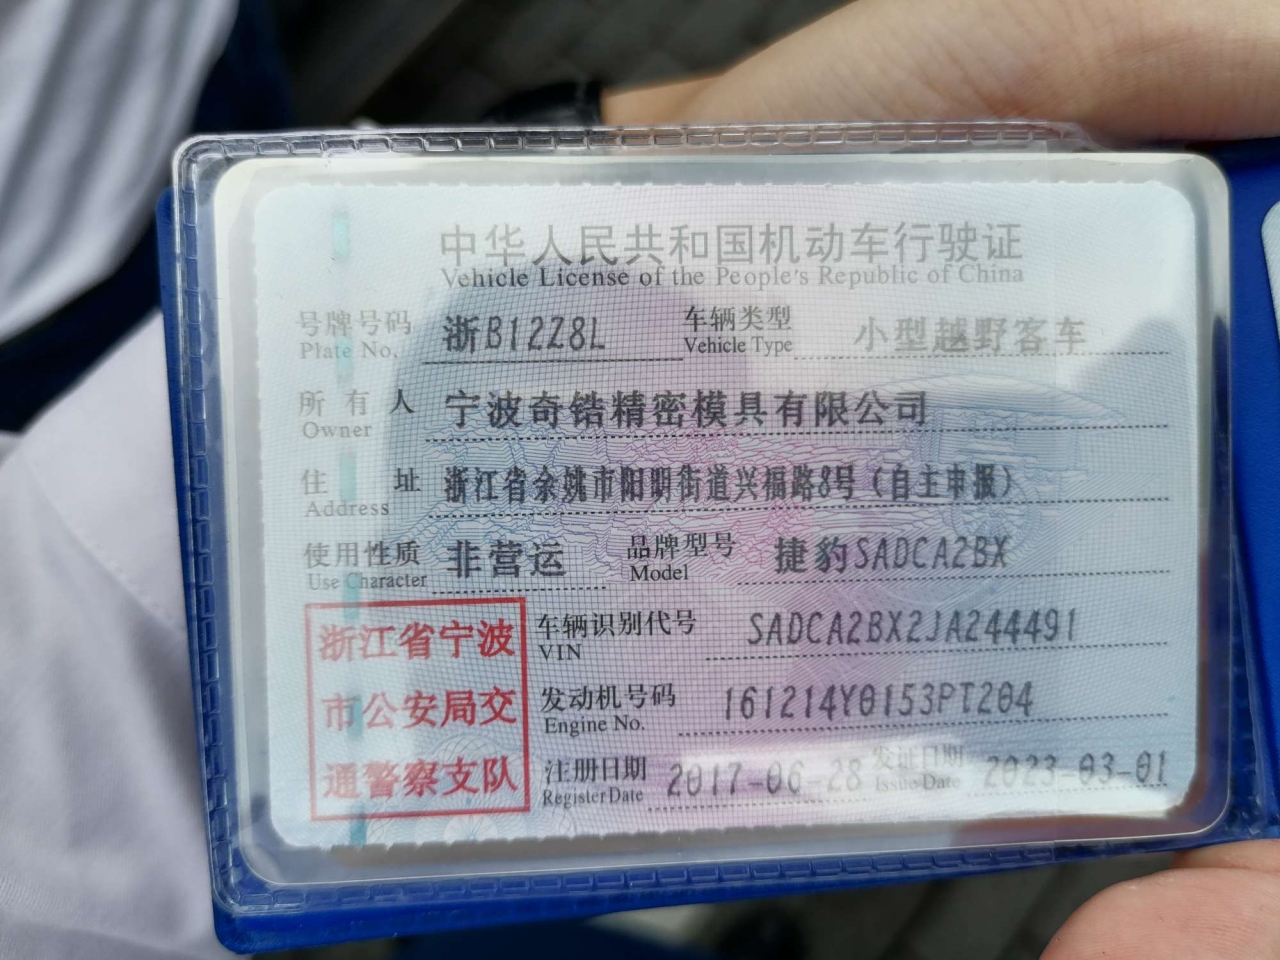 中华人民共和国机动车行驶证
Vehicle License of the People's Republic of China
号牌号码 浙B12Z8L 车辆类型 小型越野客车
Plate No. Vehicle Type
所有人 宁波奇锆精密模具有限公司
Owner
住址 浙江省余姚市阳明街道兴福路8号（自主申报）
Address
使用性质 非营运 品牌型号 捷豹SADCA2BX
Use Character Model
浙江省宁波
市公安局交
通警察支队
车辆识别代号 SADCA2BX2JA244491
VIN
发动机号码 161214Y0153PT204
Engine No.
注册日期 2017-06-28 发证日期 2023-03-01
Register Date Issue Date